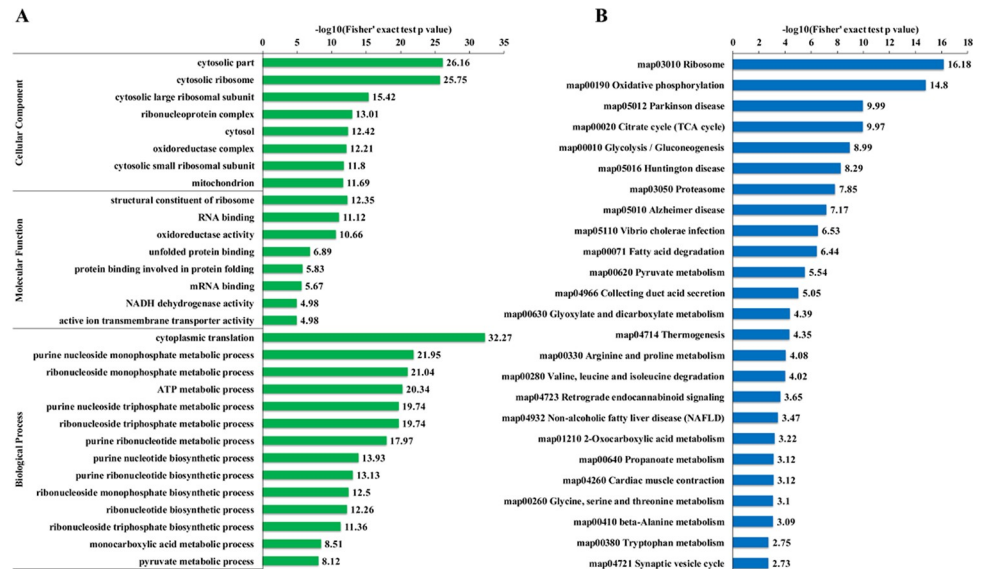 A
-log10(Fisher' exact test p value)
0 5 10 15 20 25 30 35
Cellular Component
cytosolic part 26.16
cytosolic ribosome 25.75
cytosolic large ribosomal subunit 15.42
ribonucleoprotein complex 13.01
cytosol 12.42
oxidoreductase complex 12.21
cytosolic small ribosomal subunit 11.8
mitochondrion 11.69
Molecular Function
structural constituent of ribosome 12.35
RNA binding 11.12
oxidoreductase activity 10.66
unfolded protein binding 6.89
protein binding involved in protein folding 5.83
mRNA binding 5.67
NADH dehydrogenase activity 4.98
active ion transmembrane transporter activity 4.98
Biological Process
cytoplasmic translation 32.27
purine nucleoside monophosphate metabolic process 21.95
ribonucleoside monophosphate metabolic process 21.04
ATP metabolic process 20.34
purine nucleoside triphosphate metabolic process 19.74
ribonucleoside triphosphate metabolic process 19.74
purine ribonucleotide metabolic process 17.97
purine nucleotide biosynthetic process 13.93
purine ribonucleotide biosynthetic process 13.13
ribonucleoside monophosphate biosynthetic process 12.5
ribonucleotide biosynthetic process 12.26
ribonucleoside triphosphate biosynthetic process 11.36
monocarboxylic acid metabolic process 8.51
pyruvate metabolic process 8.12
B
-log10(Fisher' exact test p value)
0 2 4 6 8 10 12 14 16 18
map03010 Ribosome 16.18
map00190 Oxidative phosphorylation 14.8
map05012 Parkinson disease 9.99
map00020 Citrate cycle (TCA cycle) 9.97
map00010 Glycolysis / Gluconeogenesis 8.99
map05016 Huntington disease 8.29
map03050 Proteasome 7.85
map05010 Alzheimer disease 7.17
map05110 Vibrio cholerae infection 6.53
map00071 Fatty acid degradation 6.44
map00620 Pyruvate metabolism 5.54
map04966 Collecting duct acid secretion 5.05
map00630 Glyoxylate and dicarboxylate metabolism 4.39
map04714 Thermogenesis 4.35
map00330 Arginine and proline metabolism 4.08
map00280 Valine, leucine and isoleucine degradation 4.02
map04723 Retrograde endocannabinoid signaling 3.65
map04932 Non-alcoholic fatty liver disease (NAFLD) 3.47
map01210 2-Oxocarboxylic acid metabolism 3.22
map00640 Propanoate metabolism 3.12
map04260 Cardiac muscle contraction 3.12
map00260 Glycine, serine and threonine metabolism 3.1
map00410 beta-Alanine metabolism 3.09
map00380 Tryptophan metabolism 2.75
map04721 Synaptic vesicle cycle 2.73